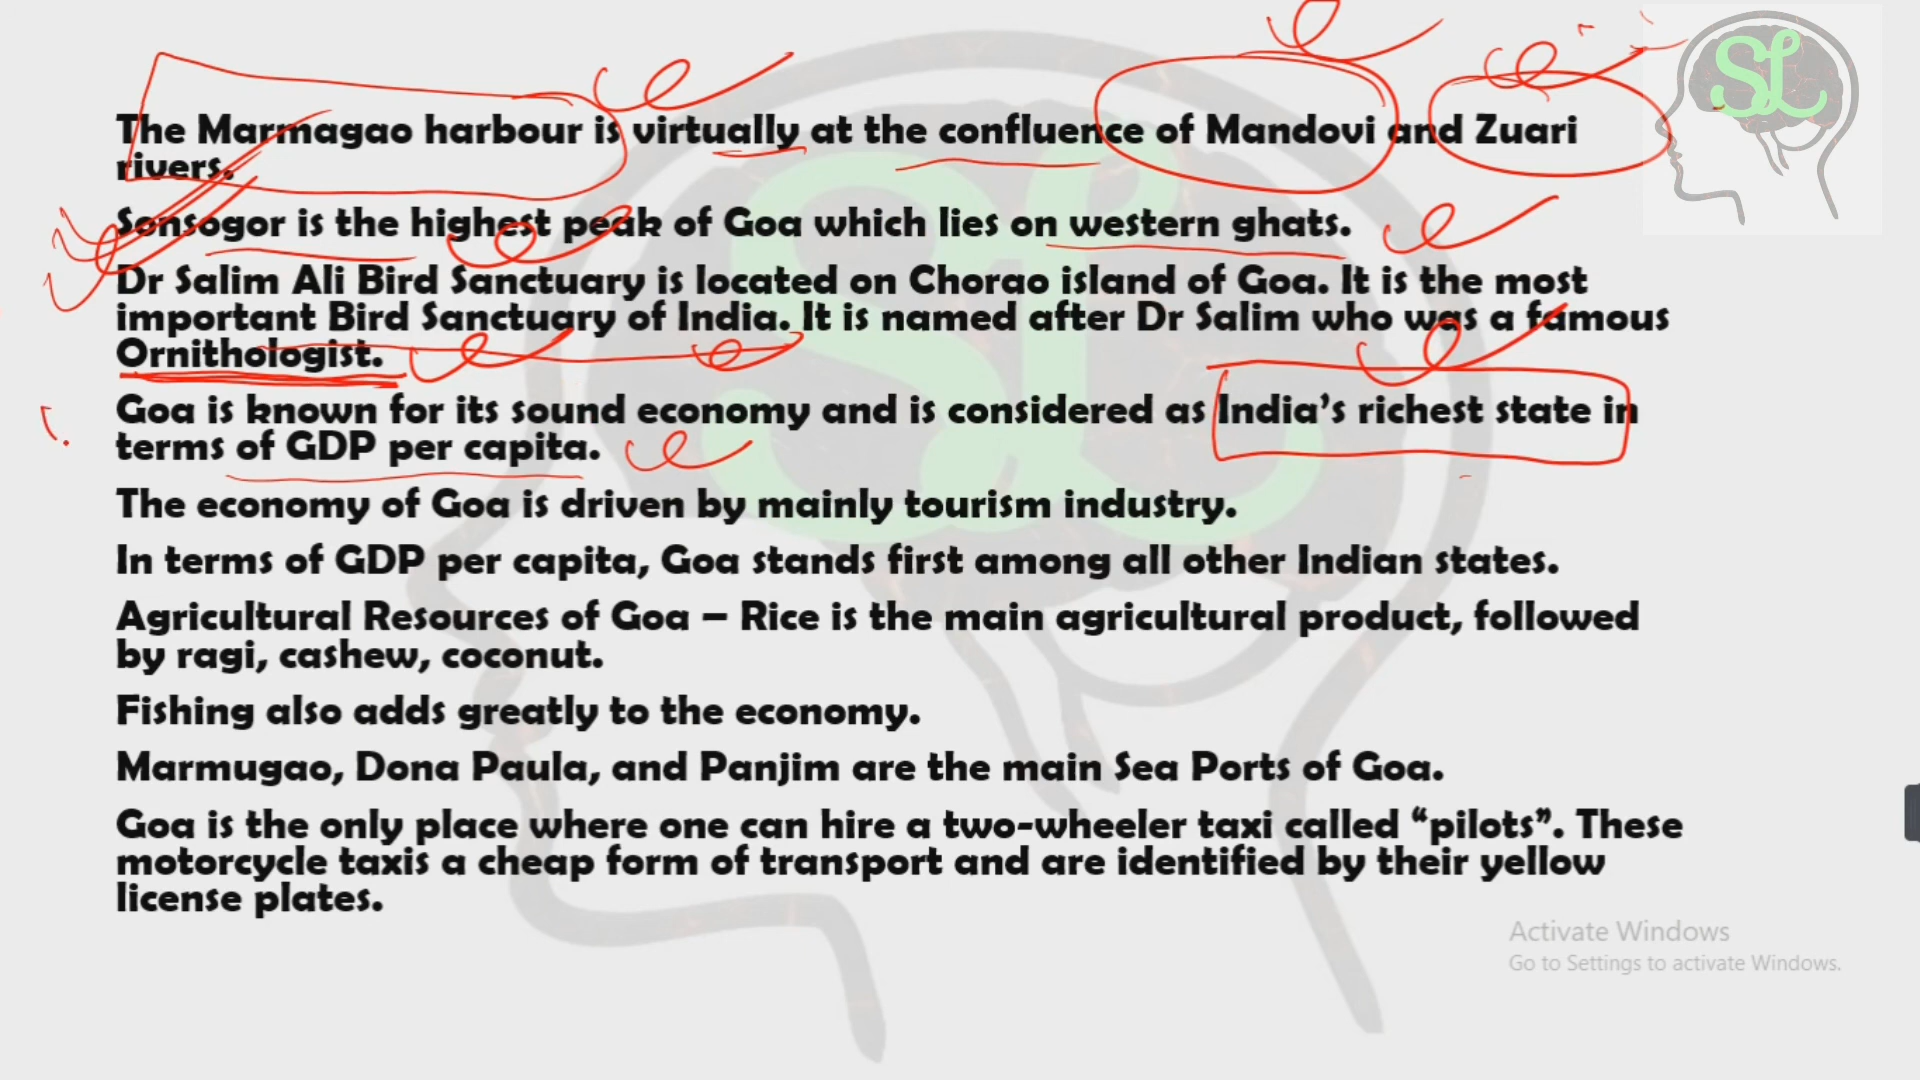 SL
The Marmagao harbour is virtually at the confluence of Mandovi and Zuari
rivers.
Sonsogor is the highest peak of Goa which lies on western ghats.
Dr Salim Ali Bird Sanctuary is located on Chorao island of Goa. It is the most
important Bird Sanctuary of India. It is named after Dr Salim who was a famous
Ornithologist.
Goa is known for its sound economy and is considered as India’s richest state in
terms of GDP per capita.
The economy of Goa is driven by mainly tourism industry.
In terms of GDP per capita, Goa stands first among all other Indian states.
Agricultural Resources of Goa – Rice is the main agricultural product, followed
by ragi, cashew, coconut.
Fishing also adds greatly to the economy.
Marmugao, Dona Paula, and Panjim are the main Sea Ports of Goa.
Goa is the only place where one can hire a two-wheeler taxi called “pilots”. These
motorcycle taxis a cheap form of transport and are identified by their yellow
license plates.
Activate Windows
Go to Settings to activate Windows.